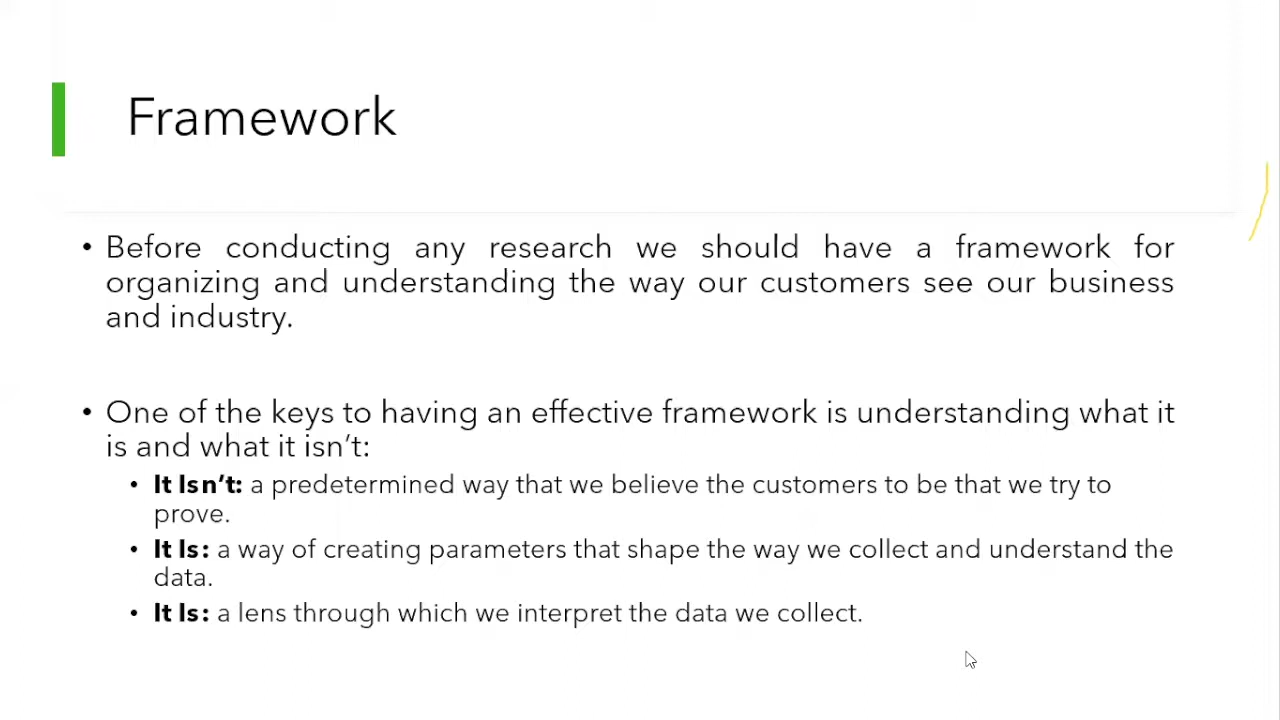 Framework
• Before conducting any research we should have a framework for
organizing and understanding the way our customers see our business
and industry.
• One of the keys to having an effective framework is understanding what it
is and what it isn’t:
• It Isn’t: a predetermined way that we believe the customers to be that we try to
prove.
• It Is: a way of creating parameters that shape the way we collect and understand the
data.
• It Is: a lens through which we interpret the data we collect.